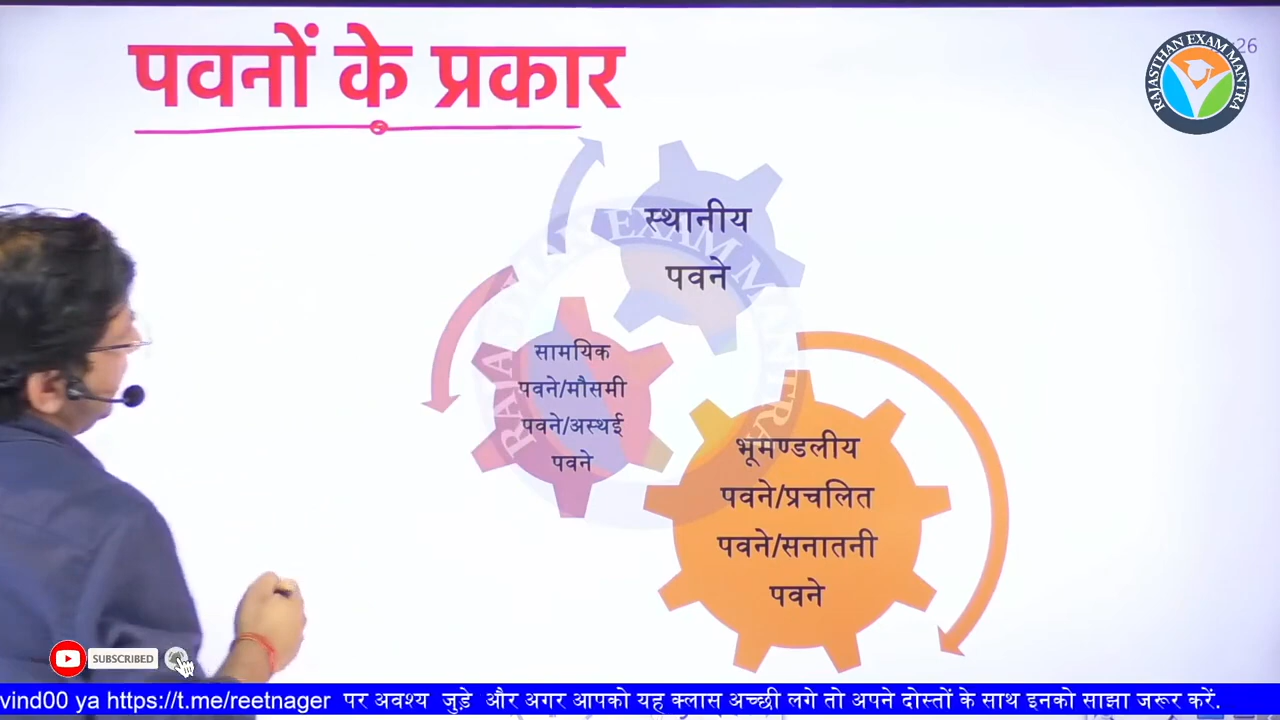 पवनों के प्रकार
26
RAJASTHAN EXAM MANTRA
स्थानीय
पवने
सामयिक
पवने/मौसमी
पवने/अस्थई
पवने
भूमण्डलीय
पवने/प्रचलित
पवने/सनातनी
पवने
SUBSCRIBED
vind00 ya https://t.me/reetnager पर अवश्य जुड़े और अगर आपको यह क्लास अच्छी लगे तो अपने दोस्तों के साथ इनको साझा जरूर करें.